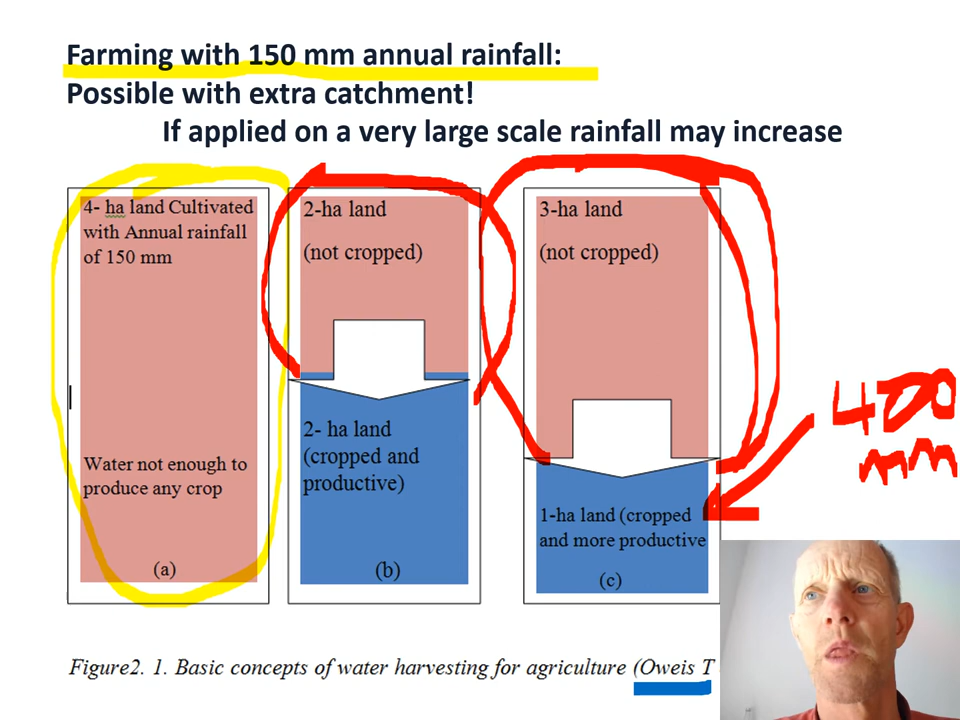 Farming with 150 mm annual rainfall:
Possible with extra catchment!
If applied on a very large scale rainfall may increase
4- ha land Cultivated
with Annual rainfall
of 150 mm
Water not enough to
produce any crop
(a)
2-ha land
(not cropped)
2- ha land
(cropped and
productive)
(b)
3-ha land
(not cropped)
1-ha land (cropped
and more productive
(c)
400
mm
Figure2. 1. Basic concepts of water harvesting for agriculture (Oweis T